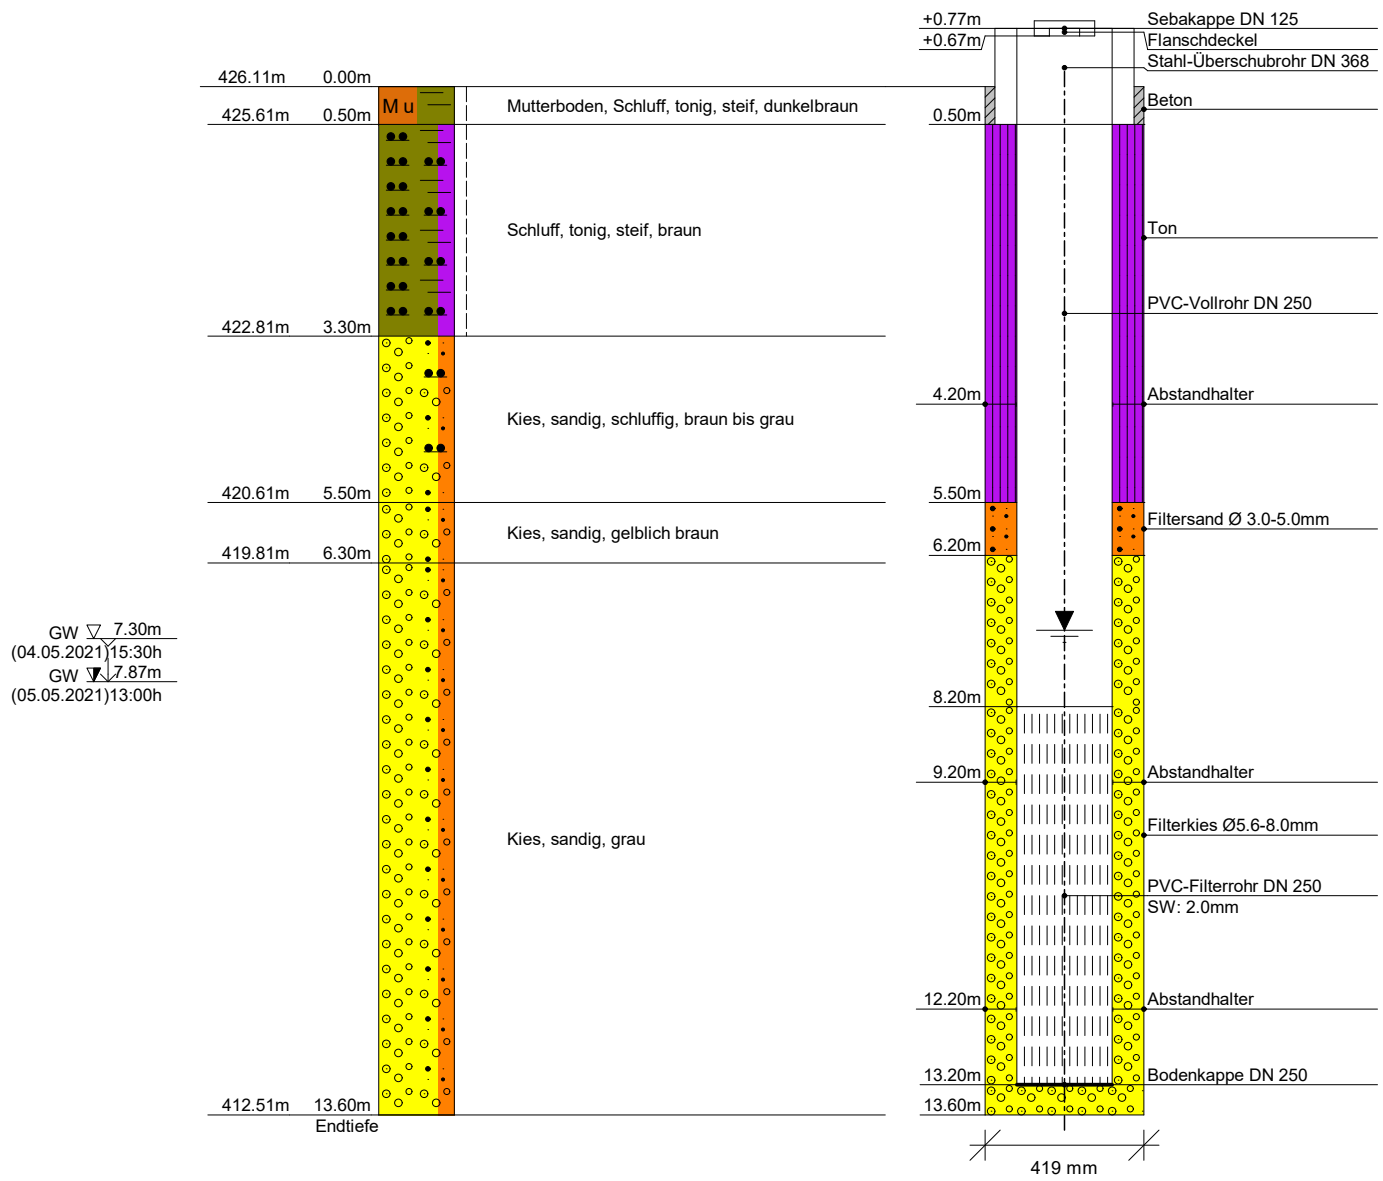 +0.77m Sebakappe DN 125
+0.67m Flanschdeckel
Stahl-Überschubrohr DN 368
426.11m 0.00m
Mu Mutterboden, Schluff, tonig, steif, dunkelbraun
Beton
425.61m 0.50m
0.50m
Schluff, tonig, steif, braun
Ton
PVC-Vollrohr DN 250
422.81m 3.30m
4.20m Abstandhalter
Kies, sandig, schluffig, braun bis grau
420.61m 5.50m
5.50m
Filtersand Ø 3.0-5.0mm
Kies, sandig, gelblich braun
419.81m 6.30m
6.20m
GW 7.30m
(04.05.2021)15:30h
GW 7.87m
(05.05.2021)13:00h
8.20m
9.20m Abstandhalter
Filterkies Ø5.6-8.0mm
Kies, sandig, grau
PVC-Filterrohr DN 250
SW: 2.0mm
12.20m Abstandhalter
13.20m Bodenkappe DN 250
412.51m 13.60m
13.60m
Endtiefe
419 mm